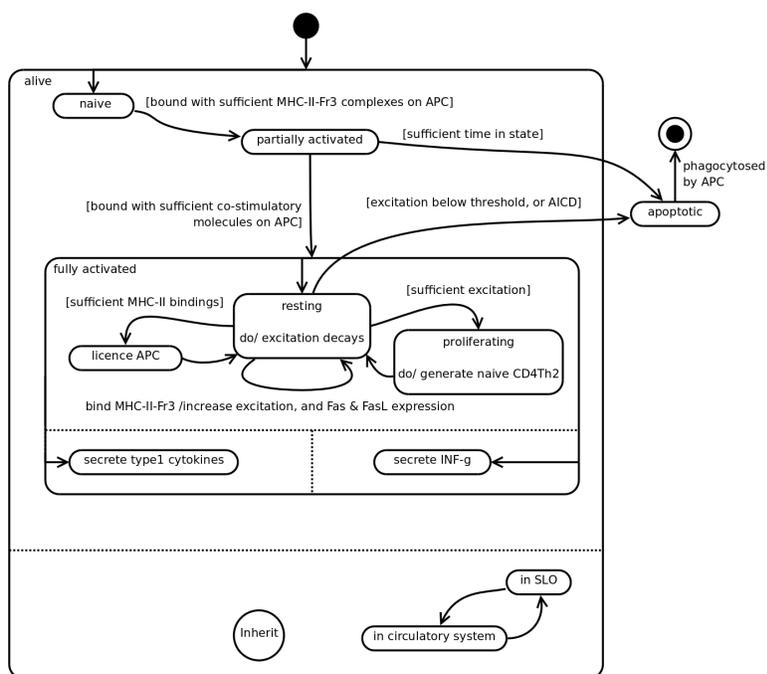 alive
naive
[bound with sufficient MHC-II-Fr3 complexes on APC]
partially activated
[sufficient time in state]
phagocytosed
by APC
apoptotic
[bound with sufficient co-stimulatory
molecules on APC]
[excitation below threshold, or AICD]
fully activated
[sufficient MHC-II bindings]
resting
do/ excitation decays
[sufficient excitation]
licence APC
proliferating
do/ generate naive CD4Th2
bind MHC-II-Fr3 /increase excitation, and Fas & FasL expression
secrete type1 cytokines
secrete INF-g
in SLO
Inherit
in circulatory system